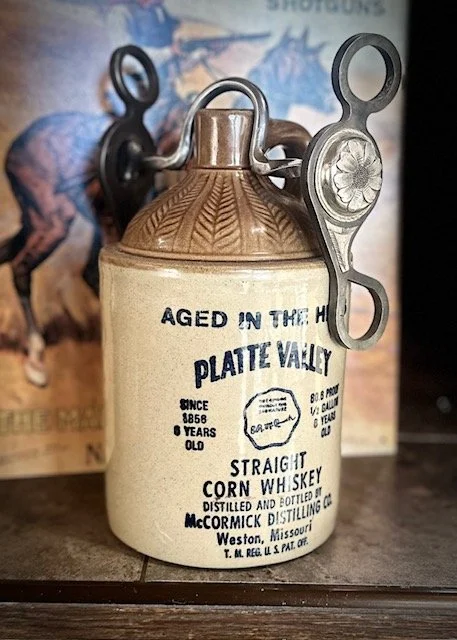 SHOTGUNS
AGED IN THE H
PLATTE VALLEY
SINCE
1856
8 YEARS
OLD
80.8 PROOF
1/2 GALLON
8 YEARS
OLD
STRAIGHT
CORN WHISKEY
DISTILLED AND BOTTLED BY
McCORMICK DISTILLING CO.
Weston, Missouri
T. M. REG. U. S. PAT. OFF.